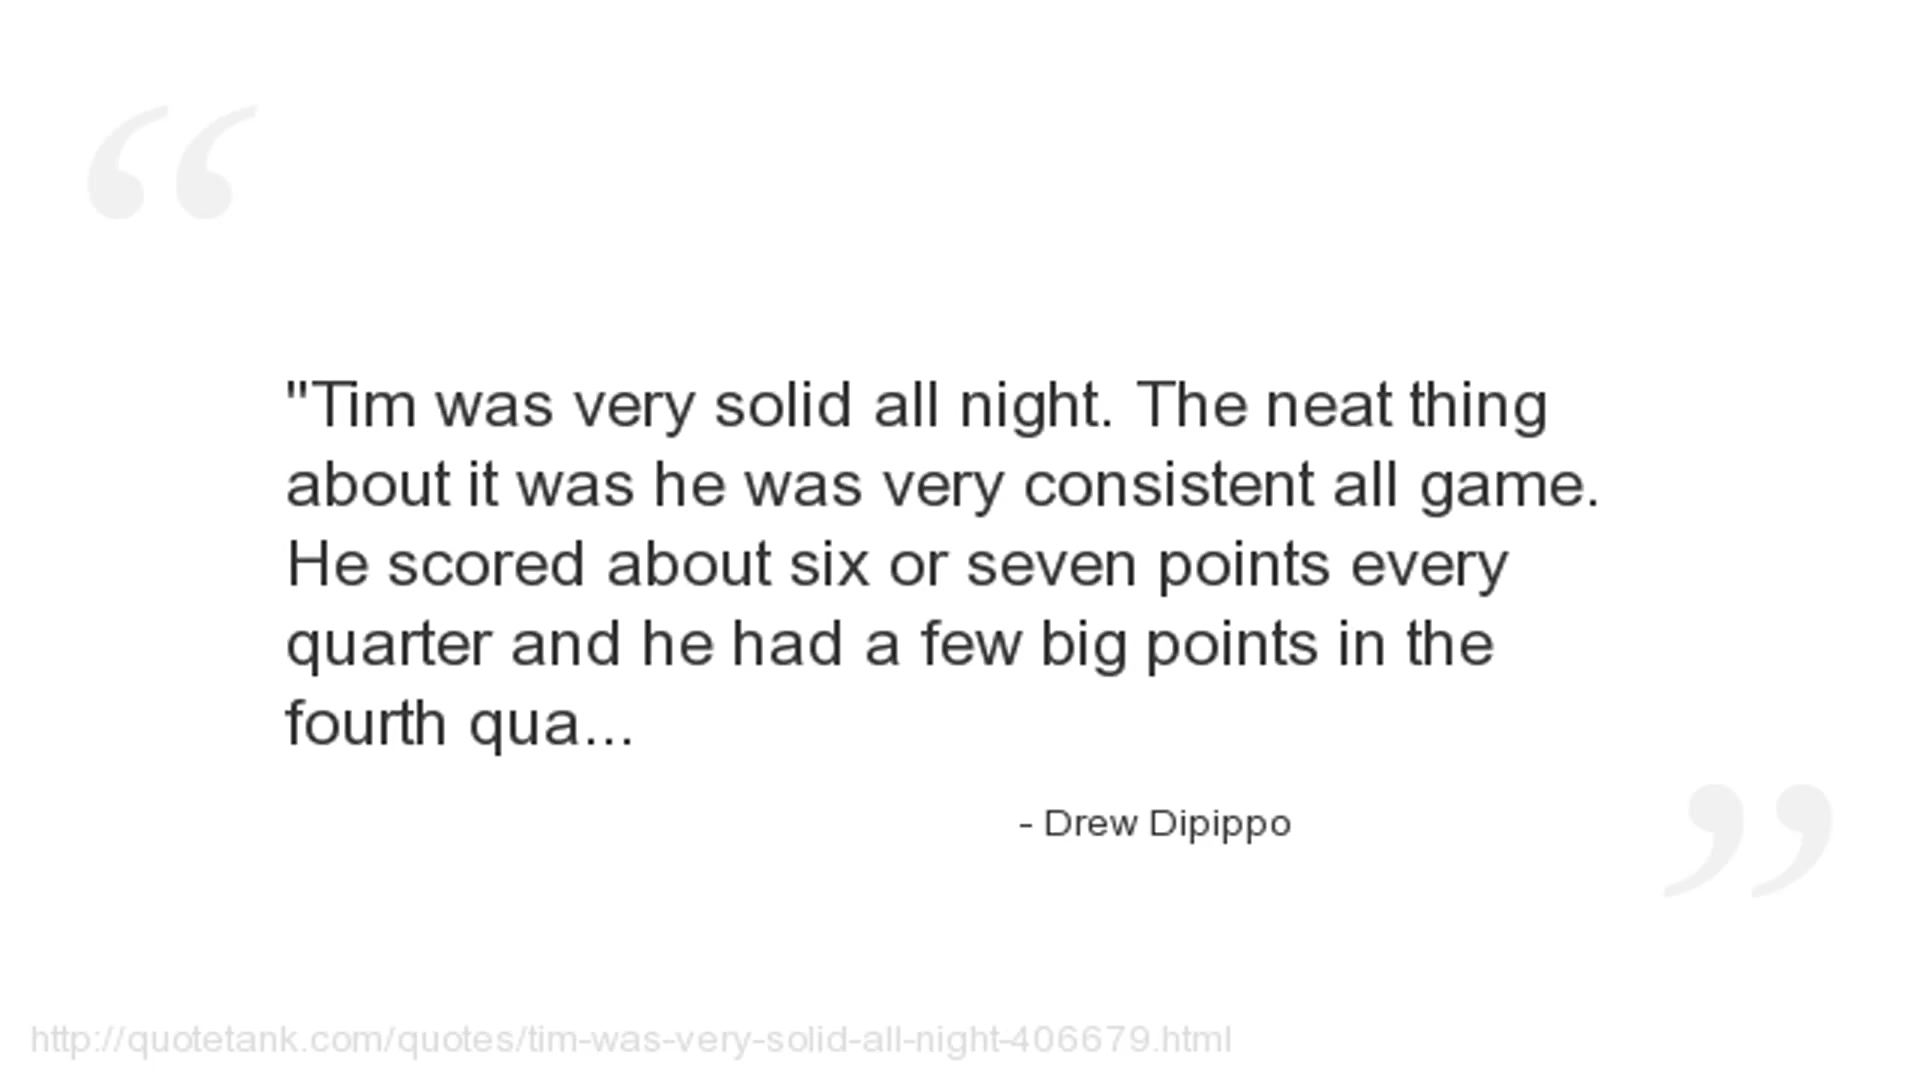 "Tim was very solid all night. The neat thing
about it was he was very consistent all game.
He scored about six or seven points every
quarter and he had a few big points in the
fourth qua...
- Drew Dipippo
http://quotetank.com/quotes/tim-was-very-solid-all-night-406679.html